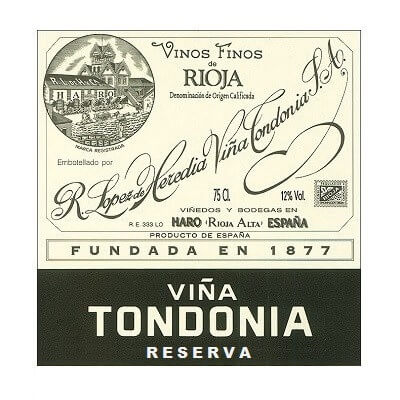 Vinos Finos
de
RIOJA
Denominación de Origen Calificada
HARO
MARCA REGISTRADA
Embotellado por
R. Lopez de Heredia Viña Tondonia S.A.
75 Cl. 12% Vol.
VIÑEDOS Y BODEGAS EN
R.E. 333 LO HARO (RIOJA ALTA) ESPAÑA
PRODUCTO DE ESPAÑA
FUNDADA EN 1877
VIÑA
TONDONIA
RESERVA